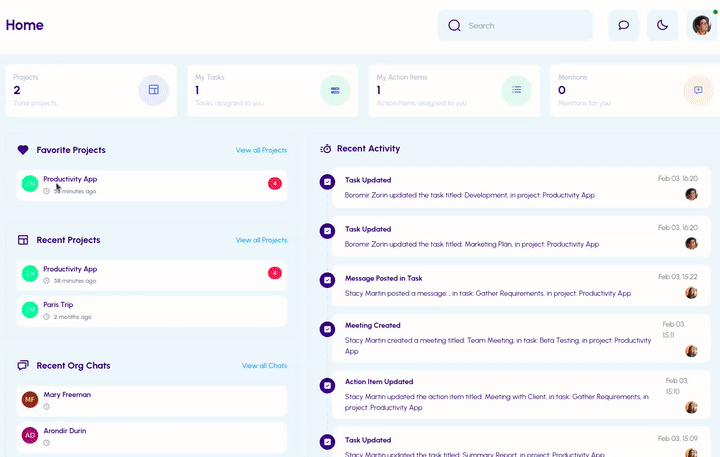 Home
Search
Projects
2
Total projects
My Tasks
1
Tasks assigned to you
My Action Items
1
Action Items assigned to you
Mentions
0
Mentions for you
Favorite Projects
View all Projects
Productivity App
58 minutes ago
4
Recent Projects
View all Projects
Productivity App
58 minutes ago
4
Paris Trip
2 months ago
Recent Org Chats
View all Chats
MF
Mary Freeman
AD
Arondir Durin
Recent Activity
Task Updated
Feb 03, 16:20
Boromir Zorin updated the task titled: Development, in project: Productivity App
Task Updated
Feb 03, 16:20
Boromir Zorin updated the task titled: Marketing Plan, in project: Productivity App
Message Posted in Task
Feb 03, 15:22
Stacy Martin posted a message: , in task: Gather Requirements, in project: Productivity App
Meeting Created
Feb 03,
15:11
Stacy Martin created a meeting titled: Team Meeting, in task: Beta Testing, in project: Productivity
App
Action Item Updated
Feb 03,
15:10
Stacy Martin updated the action item titled: Meeting with Client, in task: Gather Requirements, in
project: Productivity App
Task Updated
Feb 03, 15:09
Stacy Martin updated the task titled: Summary Report, in project: Productivity App